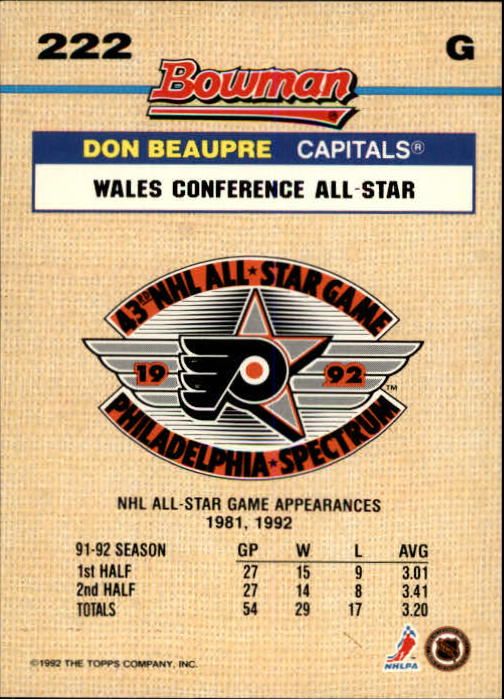 222 G
Bowman®
DON BEAUPRE CAPITALS®
WALES CONFERENCE ALL-STAR
43RD NHL ALL★STAR GAME
19 92
TM
PHILADELPHIA★SPECTRUM
NHL ALL-STAR GAME APPEARANCES
1981, 1992
91-92 SEASON GP W L AVG
1st HALF 27 15 9 3.01
2nd HALF 27 14 8 3.41
TOTALS 54 29 17 3.20
NHLPA
©1992 THE TOPPS COMPANY, INC.